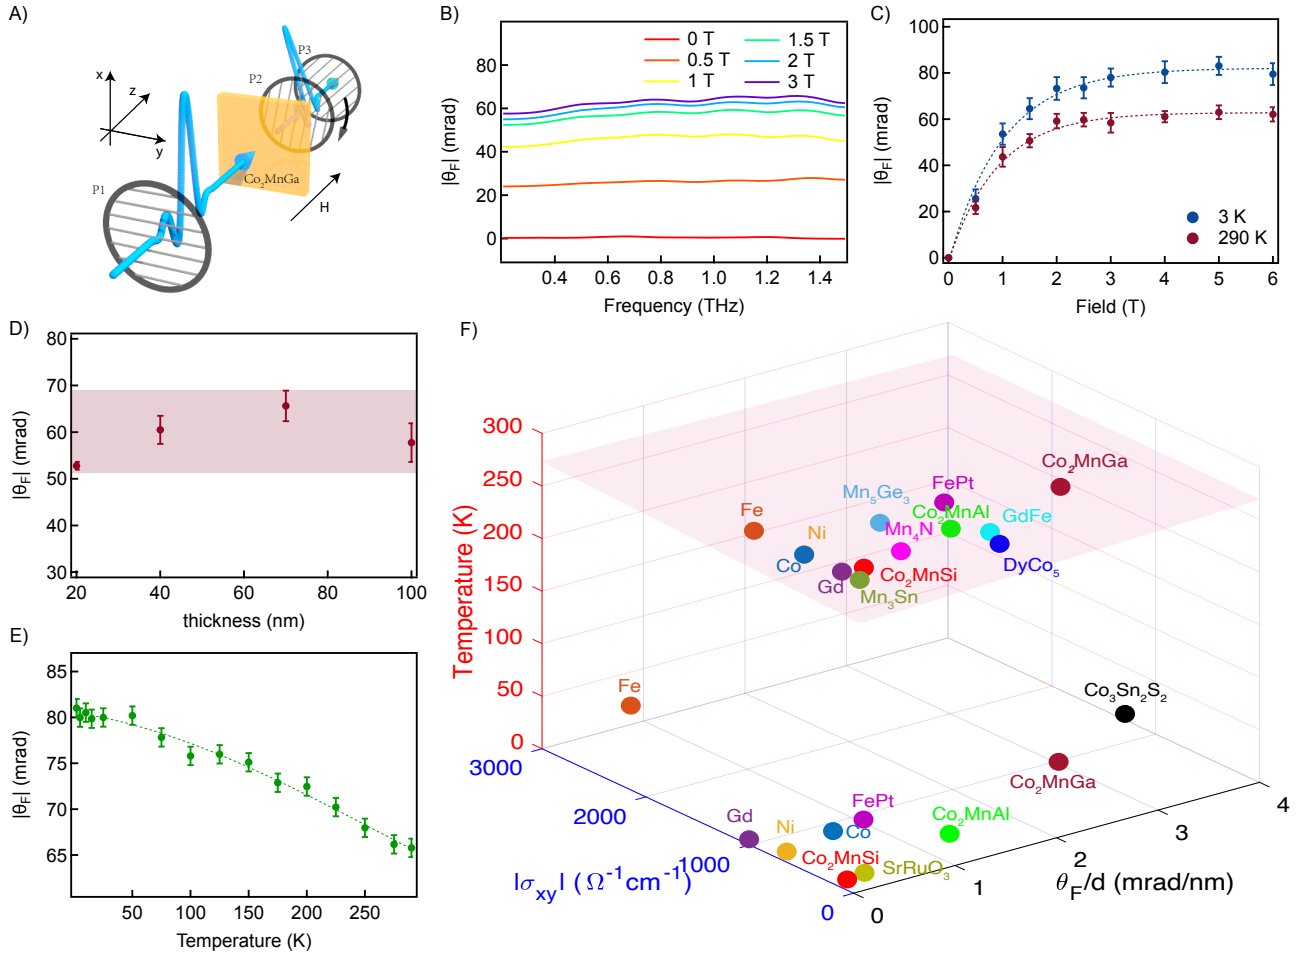 A)
x
z
y
P1
P2
P3
Co2MnGa
H
B)
|θF| (mrad)
80
60
40
20
0
0 T
0.5 T
1 T
1.5 T
2 T
3 T
0.4
0.6
0.8
1.0
1.2
1.4
Frequency (THz)
C)
|θF| (mrad)
100
80
60
40
20
0
3 K
290 K
0
1
2
3
4
5
6
Field (T)
D)
|θF| (mrad)
80
70
60
50
40
30
20
40
60
80
100
thickness (nm)
E)
|θF| (mrad)
85
80
75
70
65
50
100
150
200
250
Temperature (K)
F)
Temperature (K)
300
250
200
150
100
50
0
Co2MnGa
FePt
Mn5Ge3
Fe
Ni
Co2MnAl
GdFe
Mn4N
Co
DyCo5
Co2MnSi
Gd
Mn3Sn
Fe
Co3Sn2S2
Co2MnGa
FePt
Gd
Ni
Co
Co2MnAl
Co2MnSi
SrRuO3
3000
2000
1000
0
|σxy| ( Ω-1cm-1)
0
1
2
3
4
θF/d (mrad/nm)